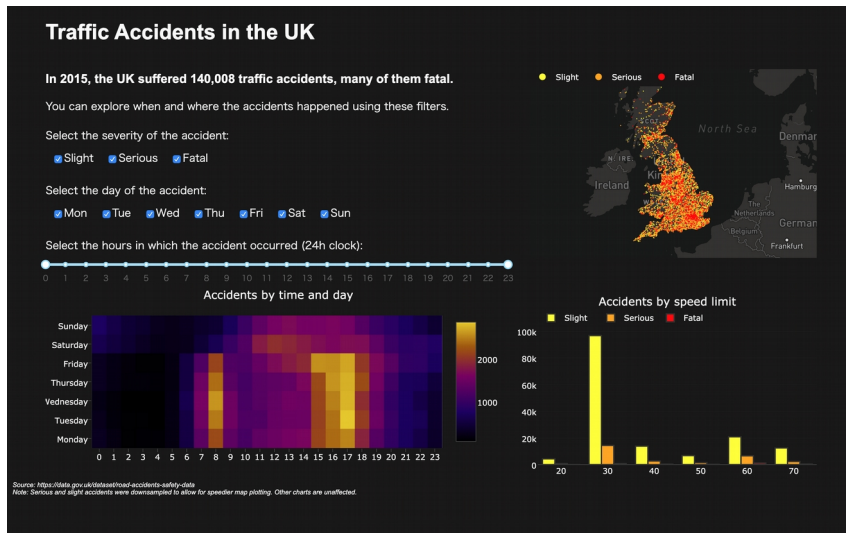 Traffic Accidents in the UK
In 2015, the UK suffered 140,008 traffic accidents, many of them fatal.
You can explore when and where the accidents happened using these filters.
Select the severity of the accident:
Slight Serious Fatal
Select the day of the accident:
Mon Tue Wed Thu Fri Sat Sun
Select the hours in which the accident occurred (24h clock):
0 1 2 3 4 5 6 7 8 9 10 11 12 13 14 15 16 17 18 19 20 21 22 23
Slight Serious Fatal
North Sea
Denmar
N. IRE.
Ki
Ireland
Hamburg
The
Netherlands
German
Belgium
Frankfurt
Accidents by time and day
Sunday
Saturday
Friday
Thursday
Wednesday
Tuesday
Monday
0 1 2 3 4 5 6 7 8 9 10 11 12 13 14 15 16 17 18 19 20 21 22 23
2000
1000
Accidents by speed limit
Slight Serious Fatal
100k
80k
60k
40k
20k
0
20 30 40 50 60 70
Source: https://data.gov.uk/dataset/road-accidents-safety-data
Note: Serious and slight accidents were downsampled to allow for speedier map plotting. Other charts are unaffected.